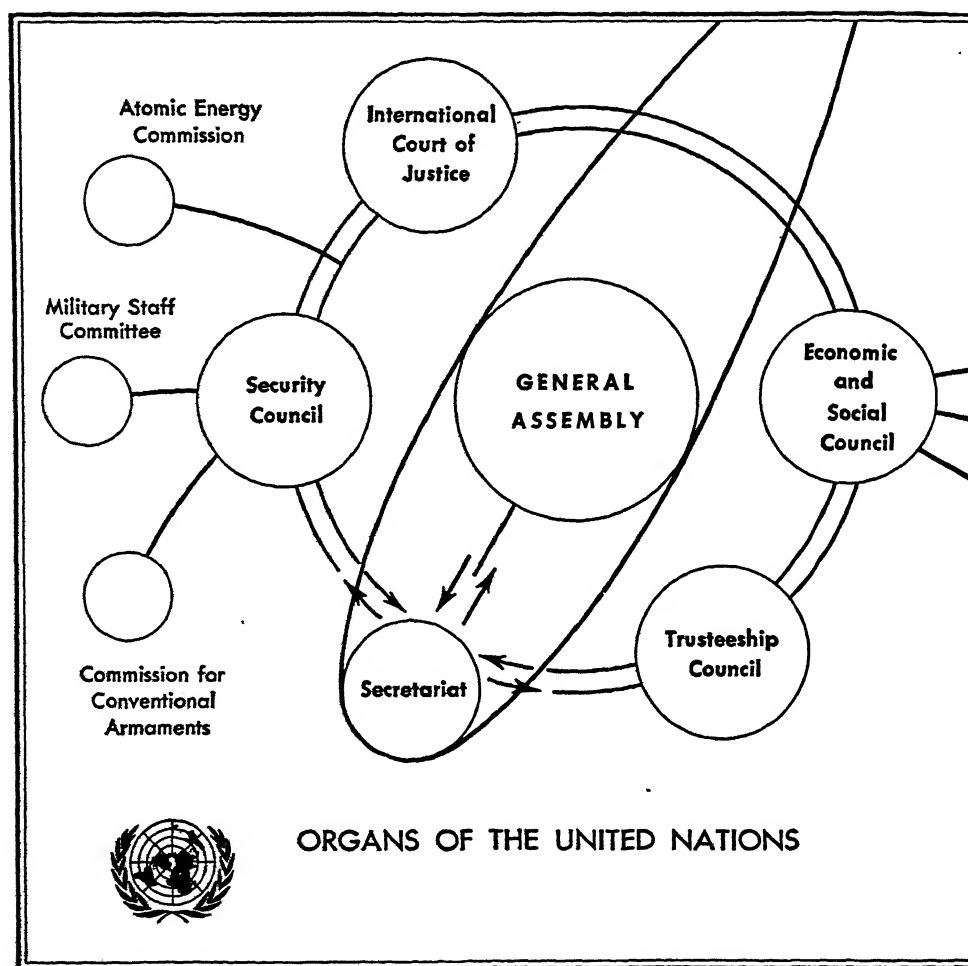 Atomic Energy
Commission
International
Court of
Justice
Military Staff
Committee
Security
Council
GENERAL
ASSEMBLY
Economic
and
Social
Council
Commission for
Conventional
Armaments
Secretariat
Trusteeship
Council
ORGANS OF THE UNITED NATIONS